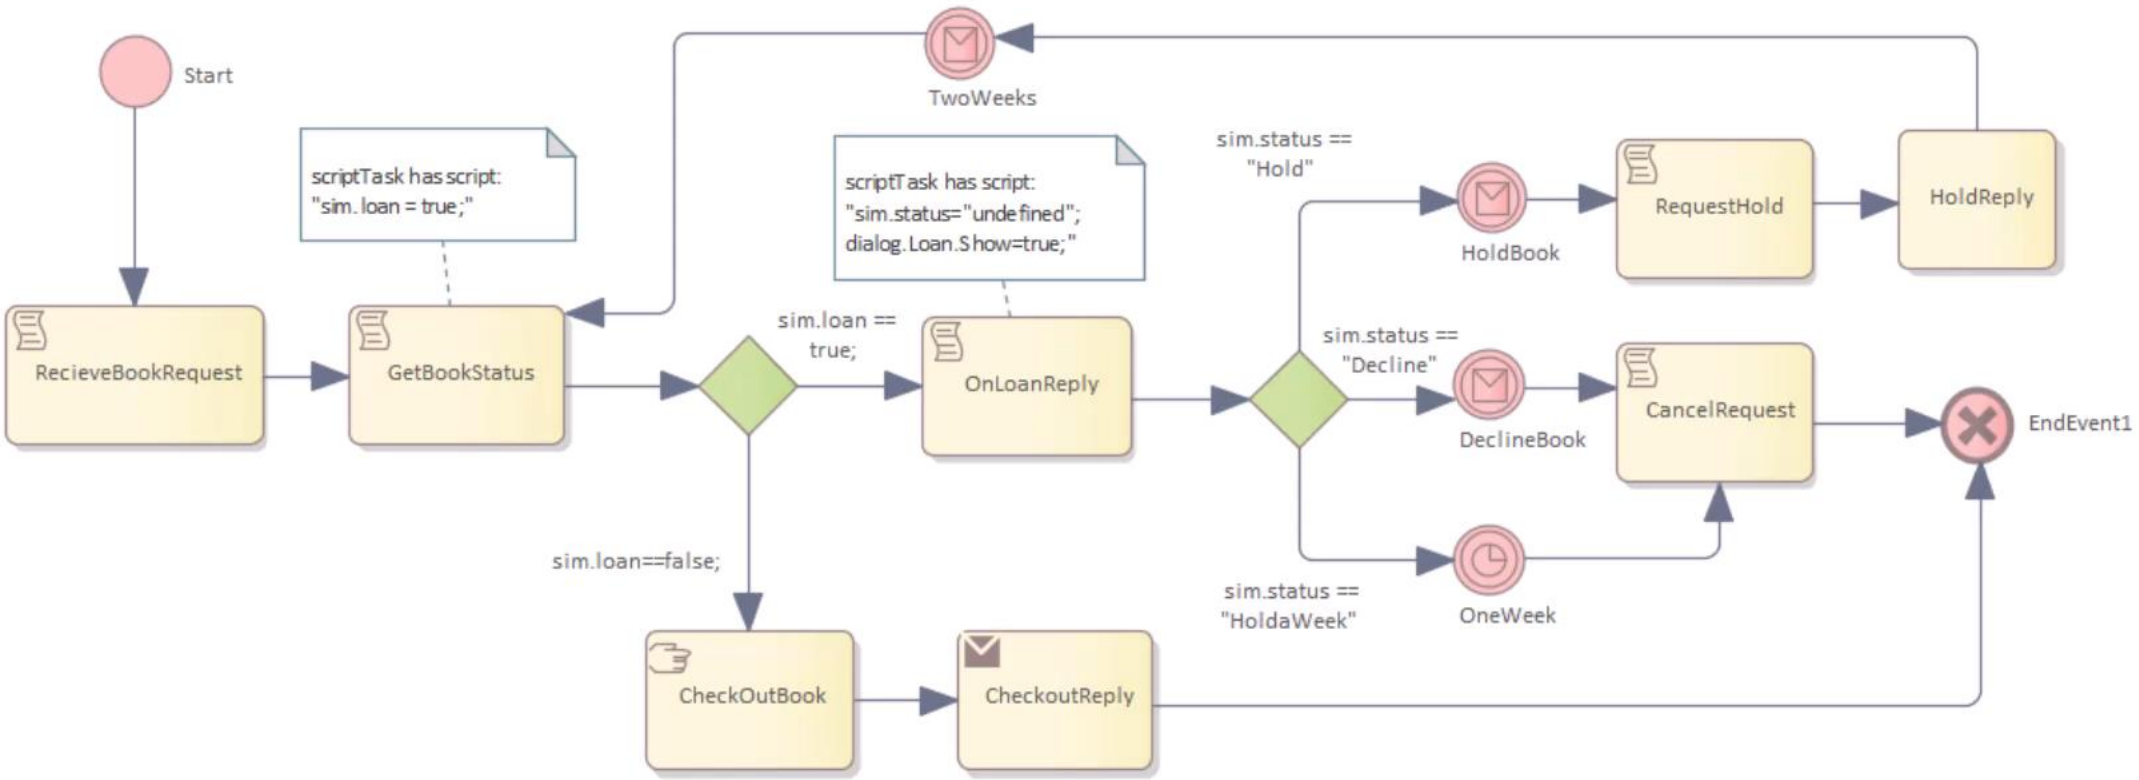 Start
TwoWeeks
scriptTask has script:
"sim.loan = true;"
scriptTask has script:
"sim.status="undefined";
dialog.Loan.Show=true;"
sim.status ==
"Hold"
HoldBook
RequestHold
HoldReply
RecieveBookRequest
GetBookStatus
sim.loan ==
true;
OnLoanReply
sim.status ==
"Decline"
DeclineBook
CancelRequest
EndEvent1
sim.loan==false;
sim.status ==
"HoldaWeek"
OneWeek
CheckOutBook
CheckoutReply